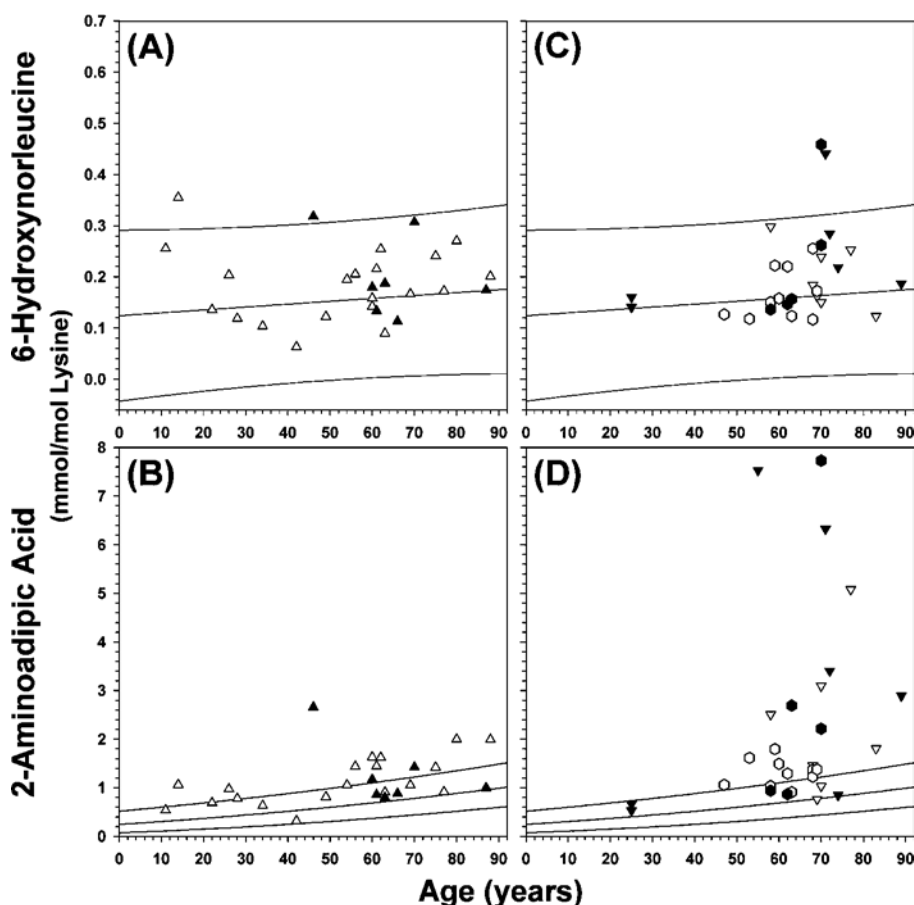 6-Hydroxynorleucine
2-Aminoadipic Acid
(mmol/mol Lysine)
(A)
0.7
0.6
0.5
0.4
0.3
0.2
0.1
0.0
0 10 20 30 40 50 60 70 80 90
(C)
0 10 20 30 40 50 60 70 80 90
(B)
8
7
6
5
4
3
2
1
0
0 10 20 30 40 50 60 70 80 90
(D)
0 10 20 30 40 50 60 70 80 90
Age (years)